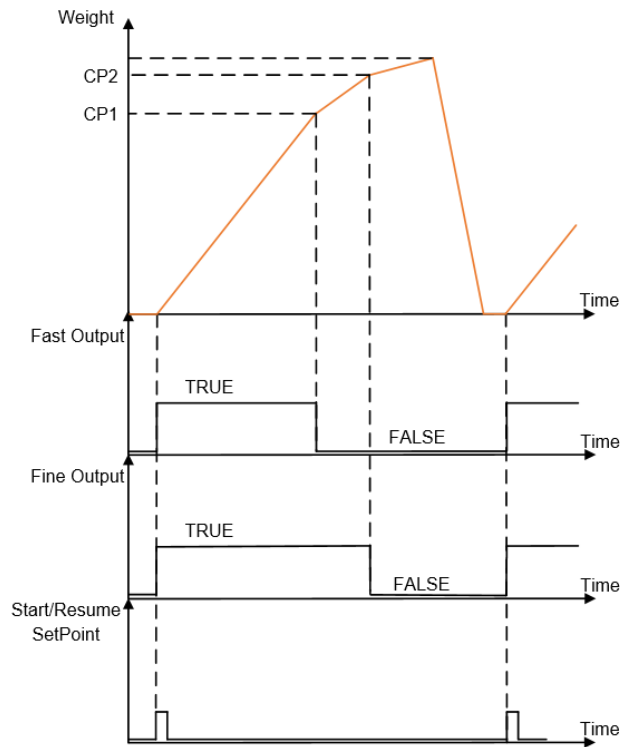 Weight
CP2
CP1
Time
Fast Output
TRUE
FALSE
Time
Fine Output
TRUE
FALSE
Time
Start/Resume
SetPoint
Time